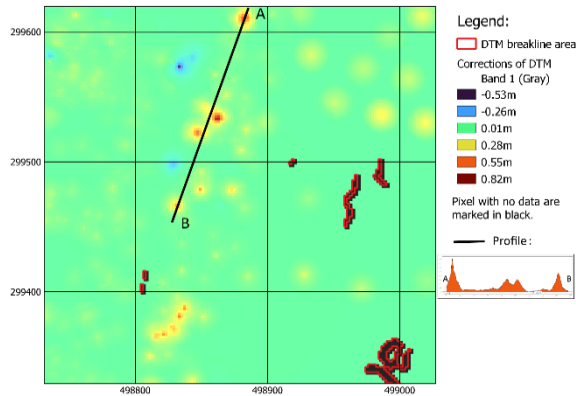 Legend:
DTM breakline area
Corrections of DTM
Band 1 (Gray)
-0.53m
-0.26m
0.01m
0.28m
0.55m
0.82m
Pixel with no data are
marked in black.
Profile :
A B
A
B
299600
299500
299400
498800 498900 499000